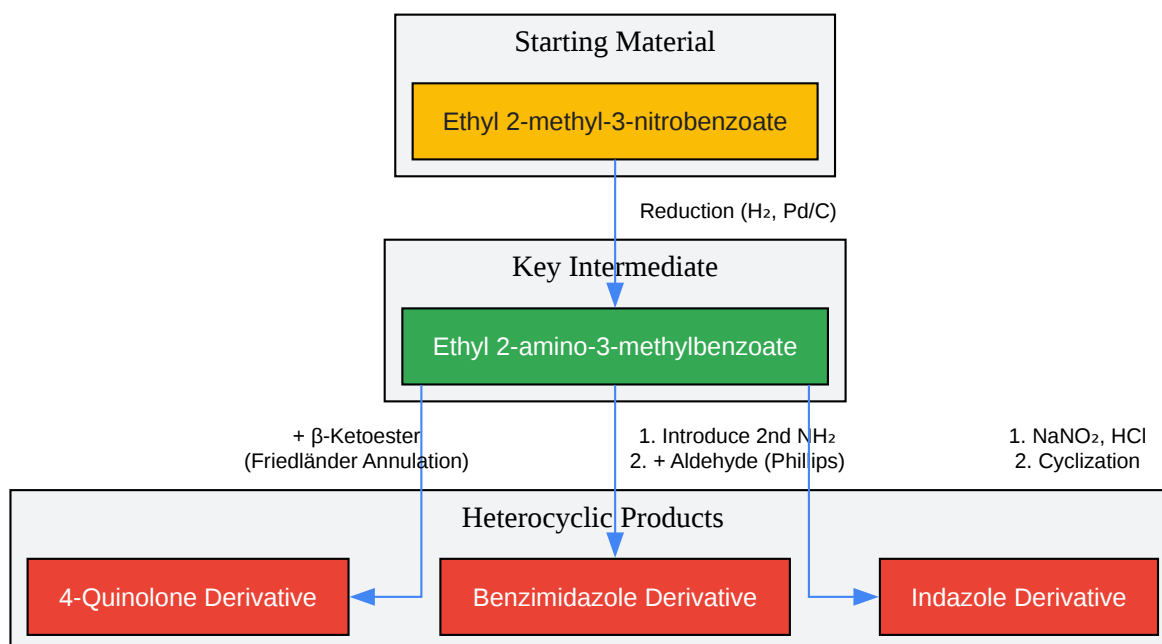 Starting Material
Ethyl 2-methyl-3-nitrobenzoate
Reduction (H₂, Pd/C)
Key Intermediate
Ethyl 2-amino-3-methylbenzoate
+ β-Ketoester
(Friedländer Annulation)
1. Introduce 2nd NH₂
2. + Aldehyde (Phillips)
1. NaNO₂, HCl
2. Cyclization
Heterocyclic Products
4-Quinolone Derivative
Benzimidazole Derivative
Indazole Derivative